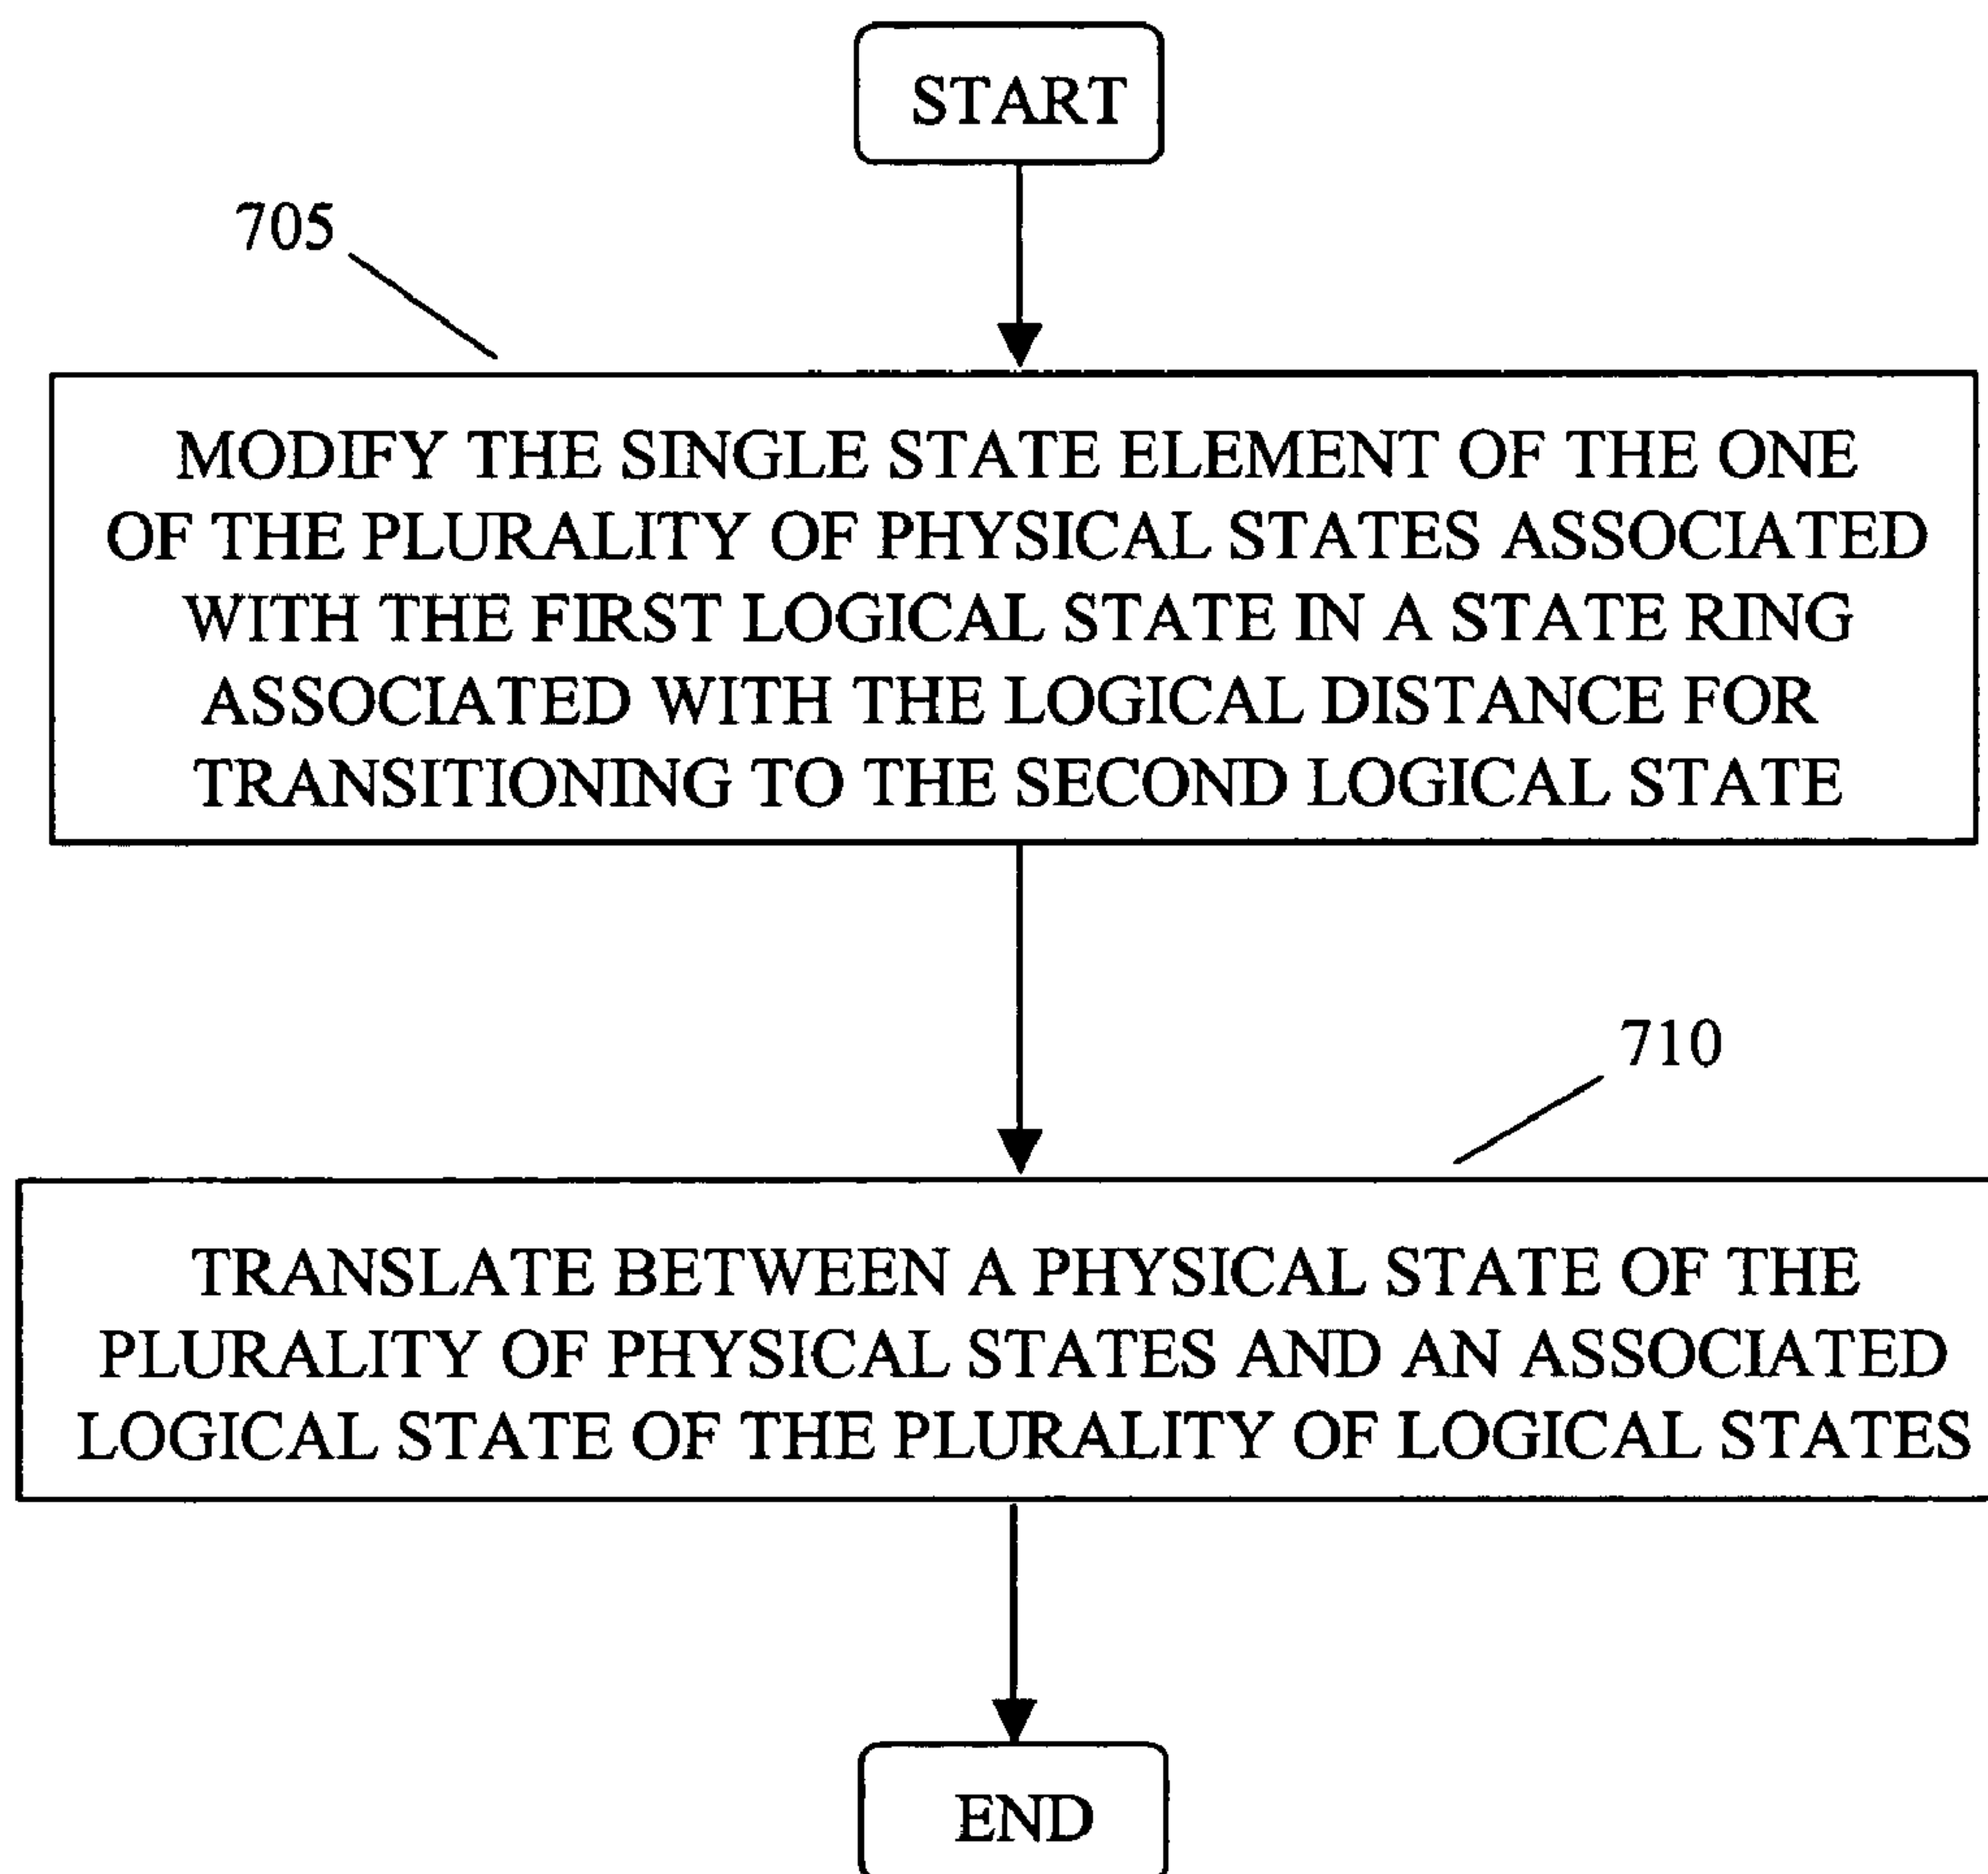 START
705
MODIFY THE SINGLE STATE ELEMENT OF THE ONE
OF THE PLURALITY OF PHYSICAL STATES ASSOCIATED
WITH THE FIRST LOGICAL STATE IN A STATE RING
ASSOCIATED WITH THE LOGICAL DISTANCE FOR
TRANSITIONING TO THE SECOND LOGICAL STATE
710
TRANSLATE BETWEEN A PHYSICAL STATE OF THE
PLURALITY OF PHYSICAL STATES AND AN ASSOCIATED
LOGICAL STATE OF THE PLURALITY OF LOGICAL STATES
END